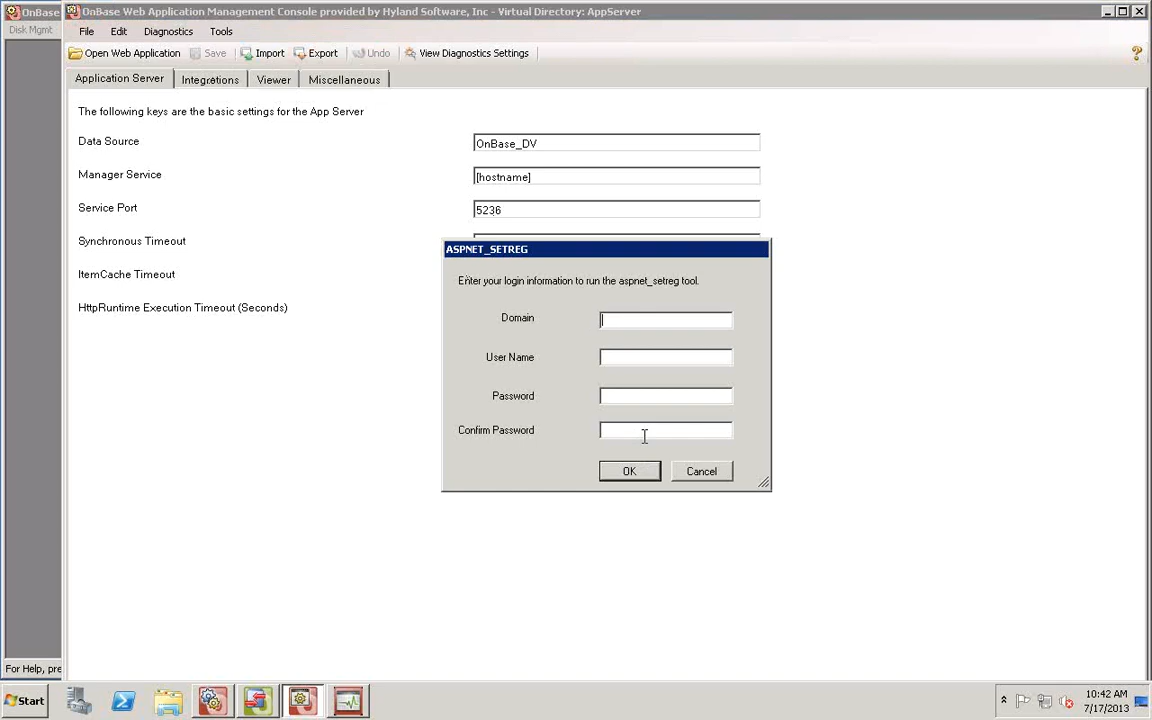 OnBase
OnBase Web Application Management Console provided by Hyland Software, Inc - Virtual Directory: AppServer
Disk Mgmt
File Edit Diagnostics Tools
Open Web Application Save Import Export Undo View Diagnostics Settings
Application Server Integrations Viewer Miscellaneous
The following keys are the basic settings for the App Server
Data Source OnBase_DV
Manager Service [hostname]
Service Port 5236
Synchronous Timeout
ItemCache Timeout
HttpRuntime Execution Timeout (Seconds)
ASPNET_SETREG
Enter your login information to run the aspnet_setreg tool.
Domain
User Name
Password
Confirm Password
OK Cancel
For Help, pre
Start
10:42 AM
7/17/2013